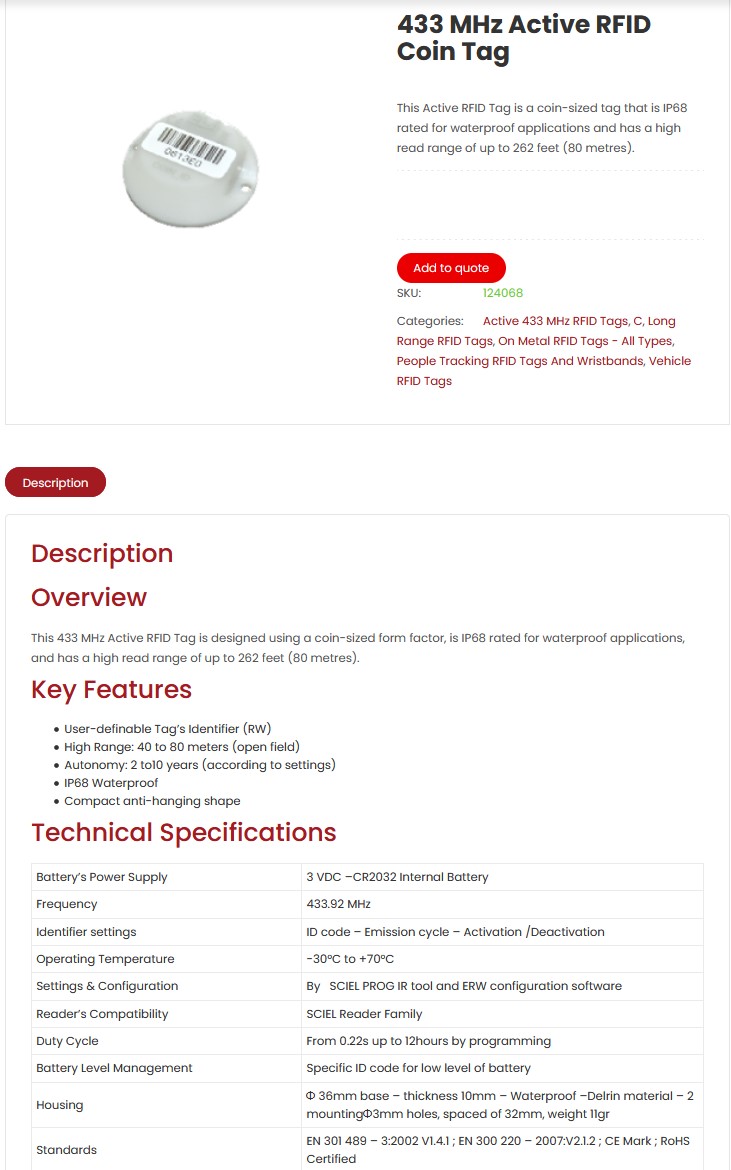 433 MHz Active RFID
Coin Tag
This Active RFID Tag is a coin-sized tag that is IP68
rated for waterproof applications and has a high
read range of up to 262 feet (80 metres).
0613E0
Add to quote
SKU: 124068
Categories: Active 433 MHz RFID Tags, C, Long
Range RFID Tags, On Metal RFID Tags - All Types,
People Tracking RFID Tags And Wristbands, Vehicle
RFID Tags
Description
Description
Overview
This 433 MHz Active RFID Tag is designed using a coin-sized form factor, is IP68 rated for waterproof applications,
and has a high read range of up to 262 feet (80 metres).
Key Features
• User-definable Tag’s Identifier (RW)
• High Range: 40 to 80 meters (open field)
• Autonomy: 2 to10 years (according to settings)
• IP68 Waterproof
• Compact anti-hanging shape
Technical Specifications
Battery’s Power Supply 3 VDC –CR2032 Internal Battery
Frequency 433.92 MHz
Identifier settings ID code – Emission cycle – Activation /Deactivation
Operating Temperature -30°C to +70°C
Settings & Configuration By SCIEL PROG IR tool and ERW configuration software
Reader’s Compatibility SCIEL Reader Family
Duty Cycle From 0.22s up to 12hours by programming
Battery Level Management Specific ID code for low level of battery
Housing Φ 36mm base – thickness 10mm – Waterproof –Delrin material – 2
mountingΦ3mm holes, spaced of 32mm, weight 11gr
Standards EN 301 489 – 3:2002 V1.4.1 ; EN 300 220 – 2007:V2.1.2 ; CE Mark ; RoHS
Certified